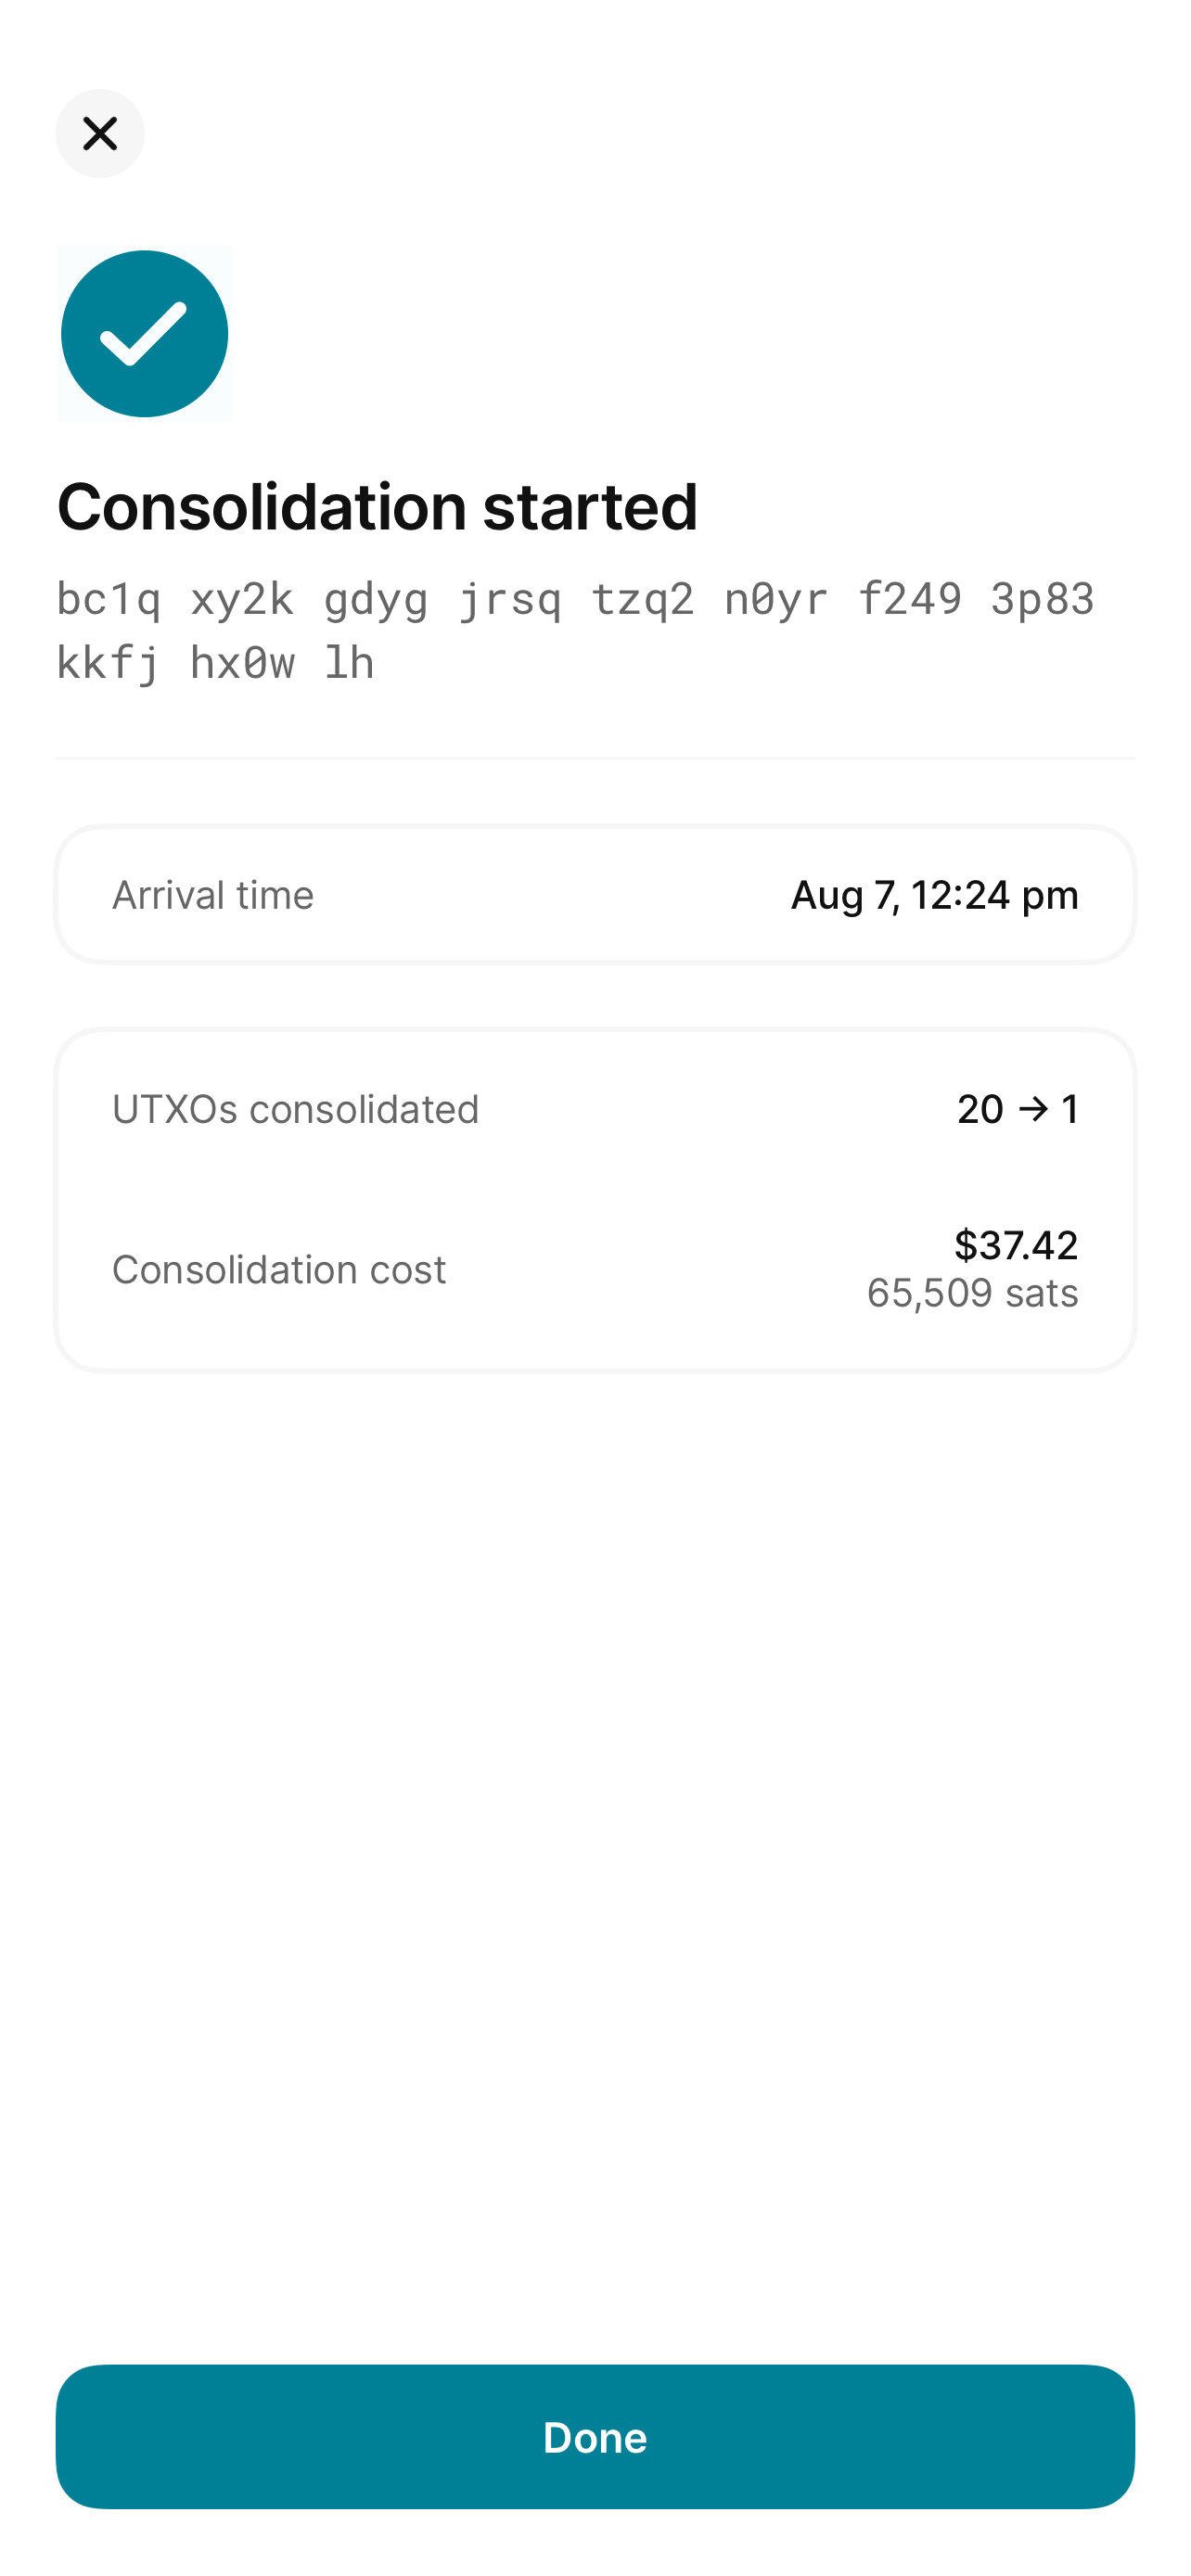 Consolidation started
bc1q xy2k gdyg jrsq tzq2 n0yr f249 3p83
kkfj hx0w lh
Arrival time
Aug 7, 12:24 pm
UTXOs consolidated
20 → 1
Consolidation cost
$37.42
65,509 sats
Done